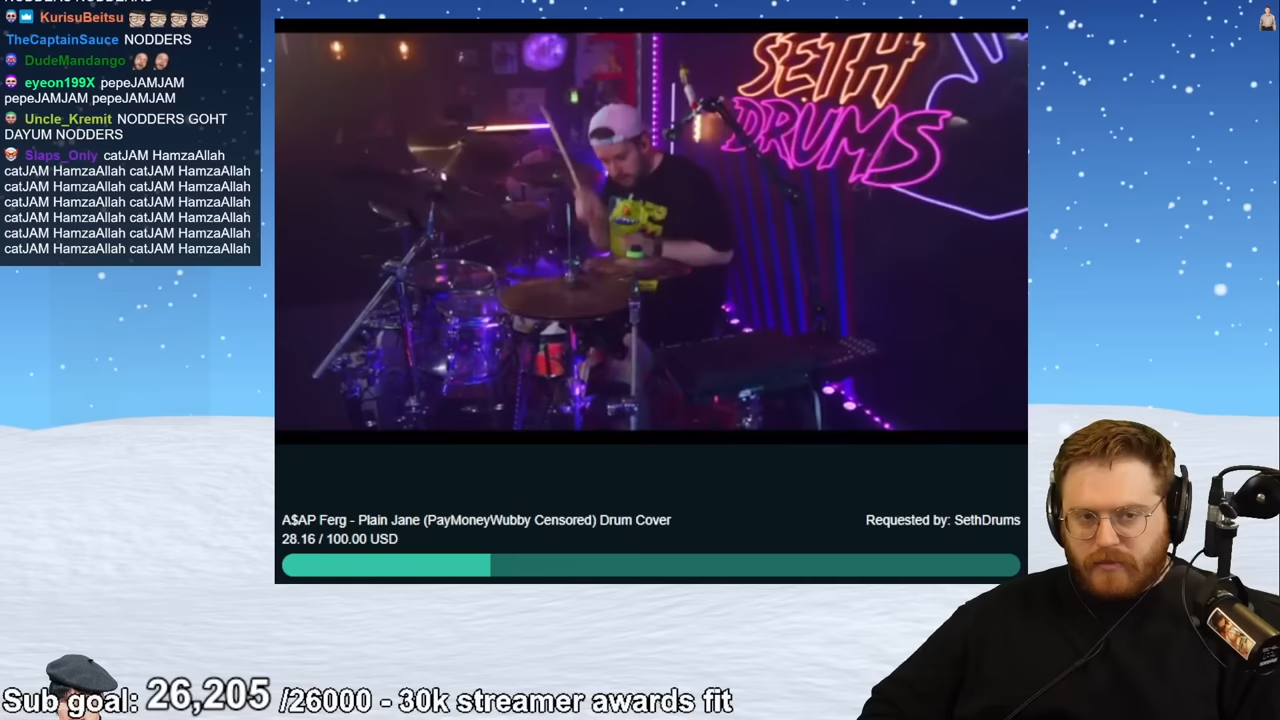 KurisuBeitsu
TheCaptainSauce NODDERS
DudeMandango
eyeon199X pepeJAMJAM
pepeJAMJAM pepeJAMJAM
Uncle_Kremit NODDERS GOHT
DAYUM NODDERS
Slaps_Only catJAM HamzaAllah
catJAM HamzaAllah catJAM HamzaAllah
catJAM HamzaAllah catJAM HamzaAllah
catJAM HamzaAllah catJAM HamzaAllah
catJAM HamzaAllah catJAM HamzaAllah
catJAM HamzaAllah catJAM HamzaAllah
catJAM HamzaAllah catJAM HamzaAllah
SETH
DRUMS
A$AP Ferg - Plain Jane (PayMoneyWubby Censored) Drum Cover
Requested by: SethDrums
28.16 / 100.00 USD
Sub goal: 26,205 /26000 - 30k streamer awards fit